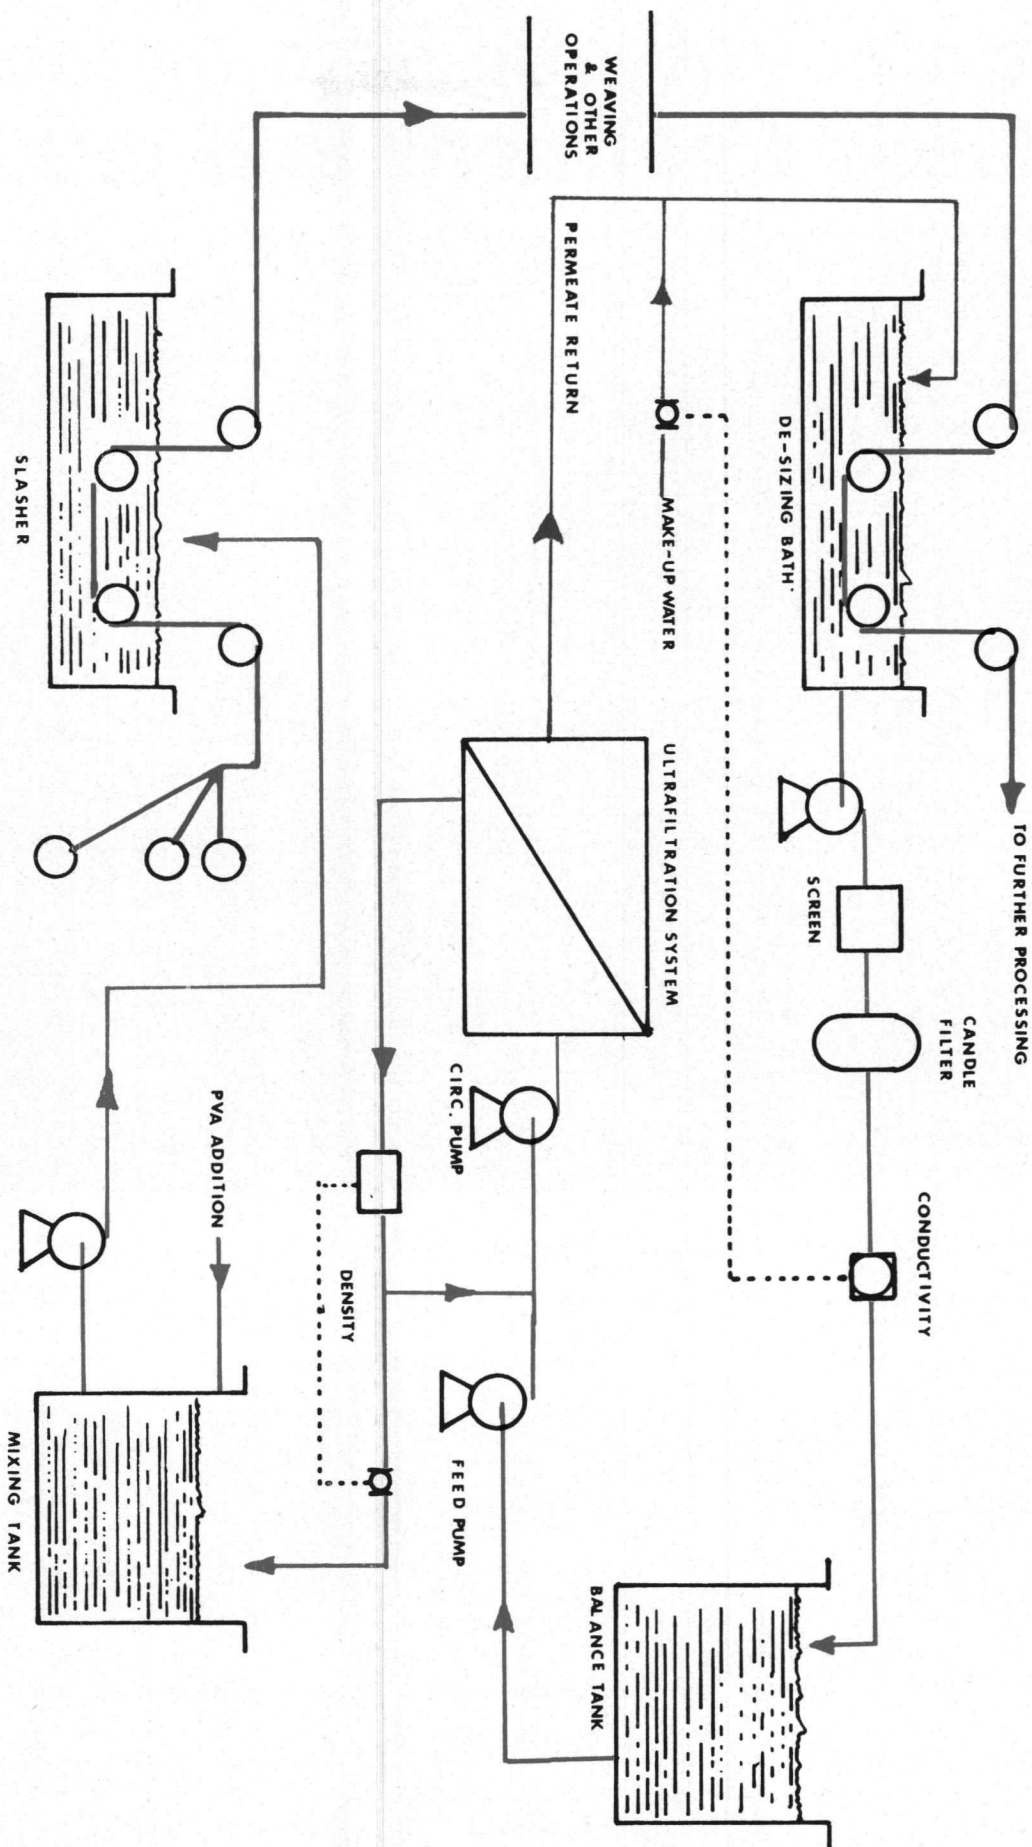 TO FURTHER PROCESSING
CANDLE
FILTER
CONDUCTIVITY
SCREEN
DE-SIZING BATH
MAKE-UP WATER
ULTRAFILTRATION SYSTEM
WEAVING
& OTHER
OPERATIONS
PERMEATE RETURN
BALANCE TANK
CIRC. PUMP
FEED PUMP
DENSITY
PVA ADDITION
SLASHER
MIXING TANK